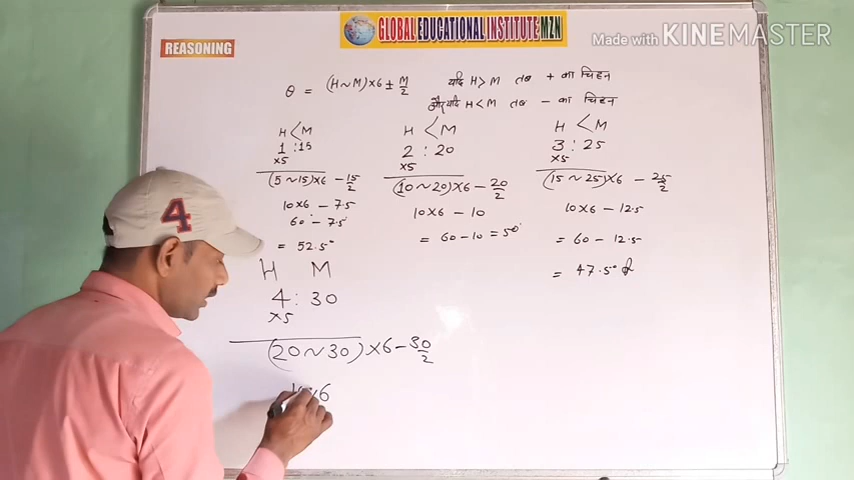 REASONING
GLOBAL EDUCATIONAL INSTITUTE MZN
Made with KINEMASTER
θ = (H~M)×6 ± M/2 यदि H > M तब + का चिह्न
और यदि H < M तब - का चिह्न
H < M
1 : 15
×5
(5~15)×6 - 15/2
10×6 - 7.5
60° - 7.5°
= 52.5°
H < M
2 : 20
×5
(10~20)×6 - 20/2
10×6 - 10
= 60 - 10 = 50°
H < M
3 : 25
×5
(15~25)×6 - 25/2
10×6 - 12.5
= 60 - 12.5
= 47.5°
H M
4 : 30
×5
(20~30)×6 - 30/2
×6
4